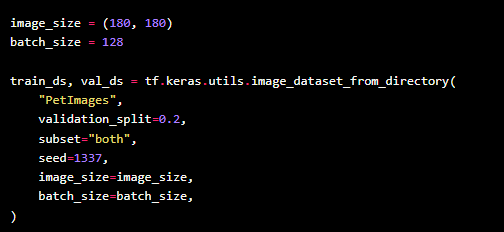 image_size = (180, 180)
batch_size = 128

train_ds, val_ds = tf.keras.utils.image_dataset_from_directory(
    "PetImages",
    validation_split=0.2,
    subset="both",
    seed=1337,
    image_size=image_size,
    batch_size=batch_size,
)